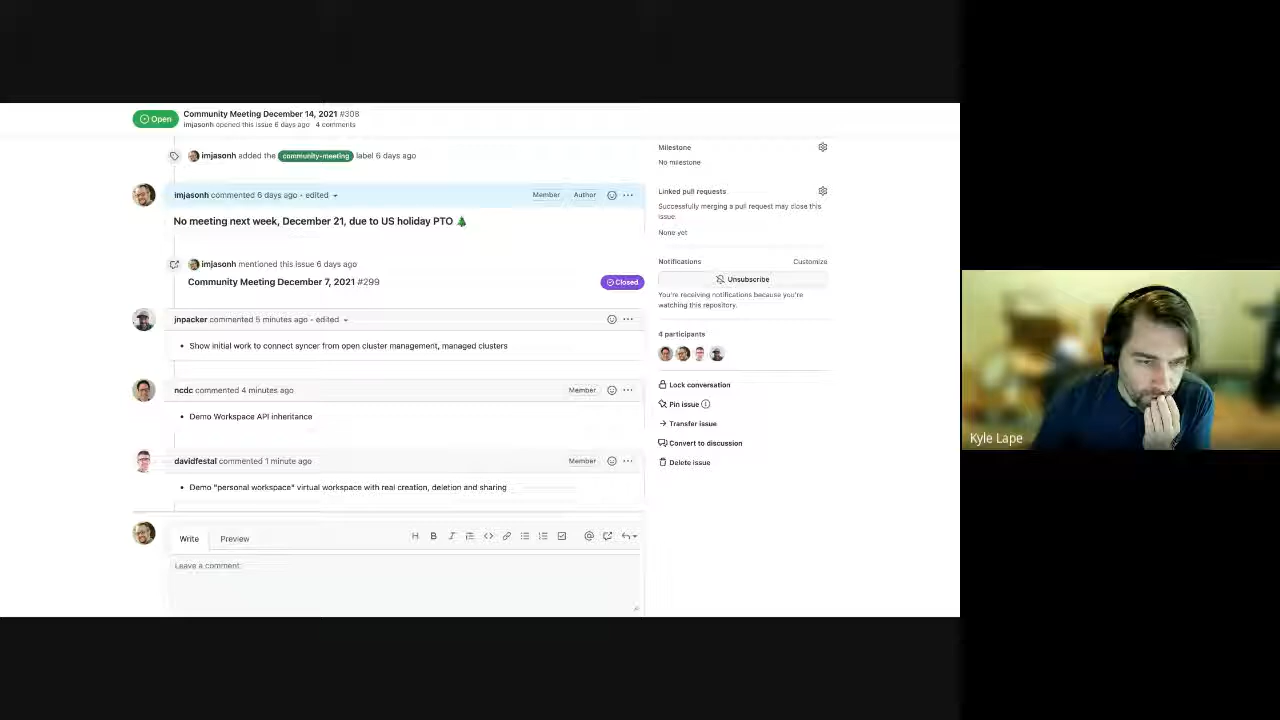 Open
Community Meeting December 14, 2021 #308
imjasonh opened this issue 6 days ago · 4 comments
imjasonh added the community-meeting label 6 days ago
imjasonh commented 6 days ago · edited
Member
Author
No meeting next week, December 21, due to US holiday PTO 🎄
imjasonh mentioned this issue 6 days ago
Community Meeting December 7, 2021 #299
Closed
jnpacker commented 5 minutes ago · edited
• Show initial work to connect syncer from open cluster management, managed clusters
ncdc commented 4 minutes ago
Member
• Demo Workspace API inheritance
davidfestal commented 1 minute ago
Member
• Demo "personal workspace" virtual workspace with real creation, deletion and sharing
Write
Preview
Leave a comment
Milestone
No milestone
Linked pull requests
Successfully merging a pull request may close this
issue.
None yet
Notifications
Customize
Unsubscribe
You're receiving notifications because you're
watching this repository.
4 participants
Lock conversation
Pin issue
Transfer issue
Convert to discussion
Delete issue
Kyle Lape